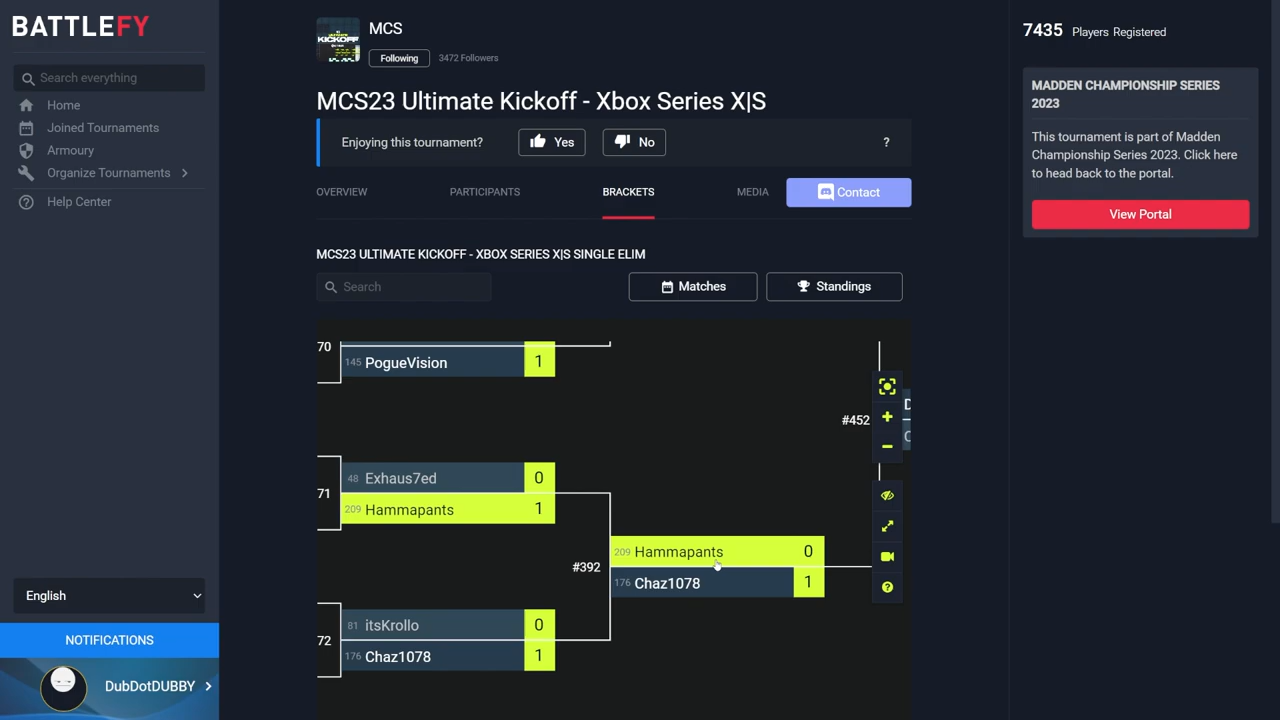 BATTLEFY
Search everything
Home
Joined Tournaments
Armoury
Organize Tournaments
Help Center
English
NOTIFICATIONS
DubDotDUBBY
KICKOFF
MCS
Following
3472 Followers
MCS23 Ultimate Kickoff - Xbox Series X|S
Enjoying this tournament?
Yes
No
?
OVERVIEW
PARTICIPANTS
BRACKETS
MEDIA
Contact
MCS23 ULTIMATE KICKOFF - XBOX SERIES X|S SINGLE ELIM
Search
Matches
Standings
70
145 PogueVision 1
#452
71
48 Exhaus7ed 0
209 Hammapants 1
#392
209 Hammapants 0
176 Chaz1078 1
72
81 itsKrollo 0
176 Chaz1078 1
7435 Players Registered
MADDEN CHAMPIONSHIP SERIES
2023
This tournament is part of Madden
Championship Series 2023. Click here
to head back to the portal.
View Portal